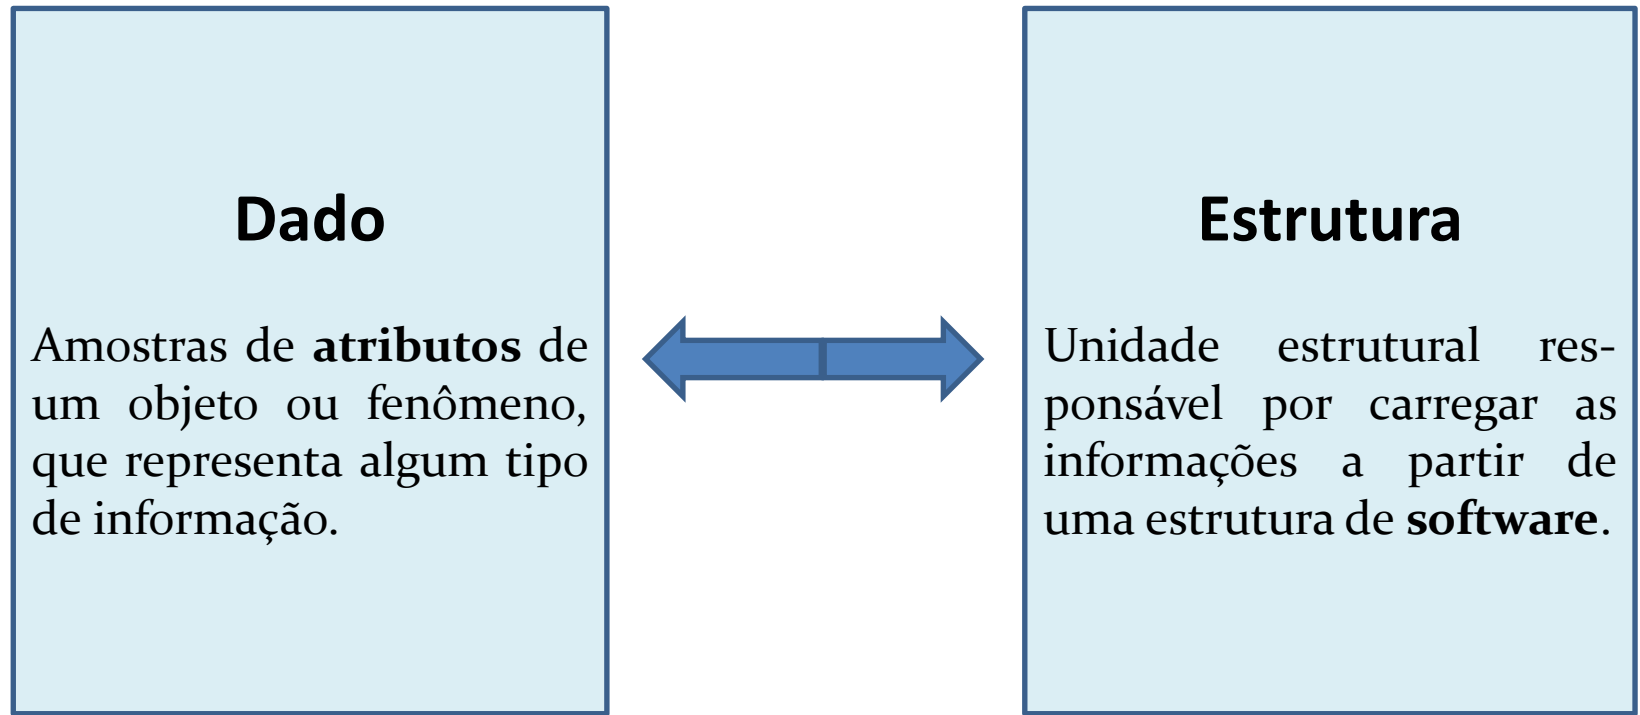 Dado
Amostras de atributos de
um objeto ou fenômeno,
que representa algum tipo
de informação.
Estrutura
Unidade estrutural res-
ponsável por carregar as
informações a partir de
uma estrutura de software.